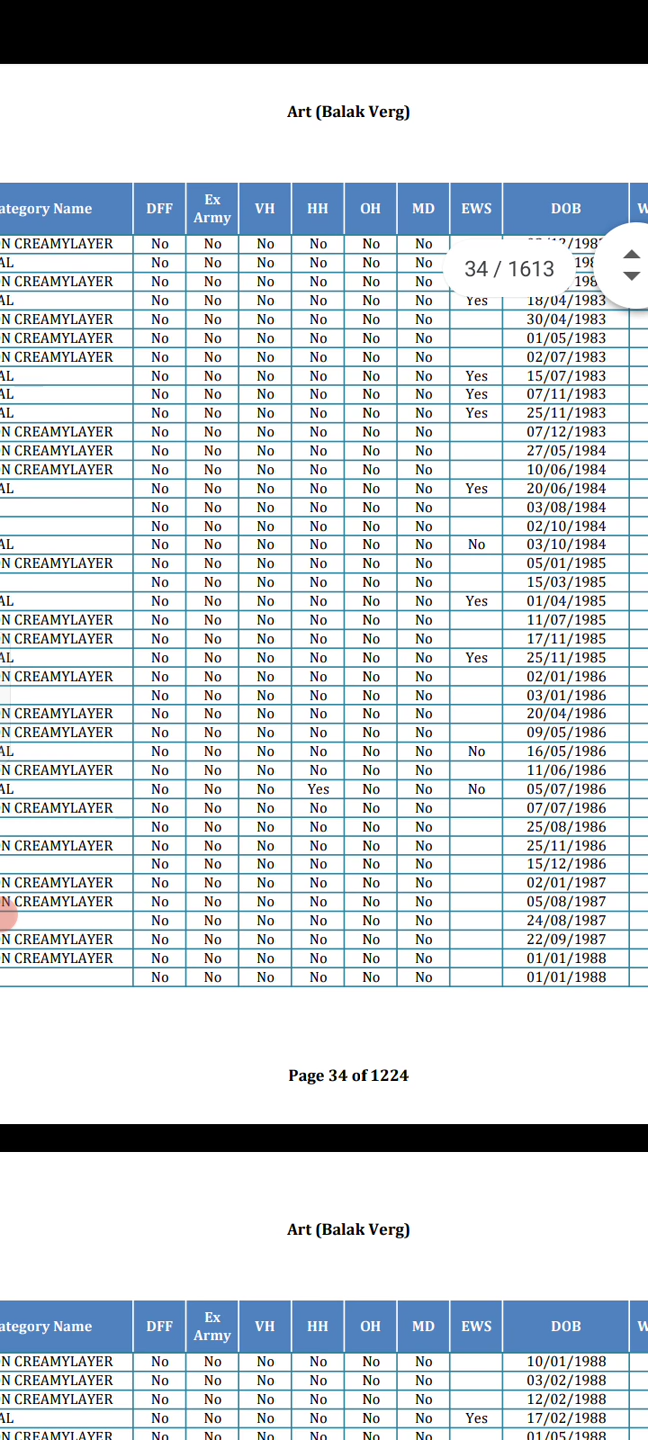 Art (Balak Verg)
ategory Name DFF Ex Army VH HH OH MD EWS DOB W
N CREAMYLAYER No No No No No No
34 / 1613
AL No No No No No No
N CREAMYLAYER No No No No No No
AL No No No No No No Yes 18/04/1983
N CREAMYLAYER No No No No No No 30/04/1983
N CREAMYLAYER No No No No No No 01/05/1983
N CREAMYLAYER No No No No No No 02/07/1983
AL No No No No No No Yes 15/07/1983
AL No No No No No No Yes 07/11/1983
AL No No No No No No Yes 25/11/1983
N CREAMYLAYER No No No No No No 07/12/1983
N CREAMYLAYER No No No No No No 27/05/1984
N CREAMYLAYER No No No No No No 10/06/1984
AL No No No No No No Yes 20/06/1984
No No No No No No 03/08/1984
No No No No No No 02/10/1984
AL No No No No No No No 03/10/1984
N CREAMYLAYER No No No No No No 05/01/1985
No No No No No No 15/03/1985
AL No No No No No No Yes 01/04/1985
N CREAMYLAYER No No No No No No 11/07/1985
N CREAMYLAYER No No No No No No 17/11/1985
AL No No No No No No Yes 25/11/1985
N CREAMYLAYER No No No No No No 02/01/1986
No No No No No No 03/01/1986
N CREAMYLAYER No No No No No No 20/04/1986
N CREAMYLAYER No No No No No No 09/05/1986
AL No No No No No No No 16/05/1986
N CREAMYLAYER No No No No No No 11/06/1986
AL No No No Yes No No No 05/07/1986
N CREAMYLAYER No No No No No No 07/07/1986
No No No No No No 25/08/1986
N CREAMYLAYER No No No No No No 25/11/1986
No No No No No No 15/12/1986
N CREAMYLAYER No No No No No No 02/01/1987
N CREAMYLAYER No No No No No No 05/08/1987
No No No No No No 24/08/1987
N CREAMYLAYER No No No No No No 22/09/1987
N CREAMYLAYER No No No No No No 01/01/1988
No No No No No No 01/01/1988
Page 34 of 1224
Art (Balak Verg)
ategory Name DFF Ex Army VH HH OH MD EWS DOB W
N CREAMYLAYER No No No No No No 10/01/1988
N CREAMYLAYER No No No No No No 03/02/1988
N CREAMYLAYER No No No No No No 12/02/1988
AL No No No No No No Yes 17/02/1988
N CREAMYLAYER No No No No No No 01/05/1988